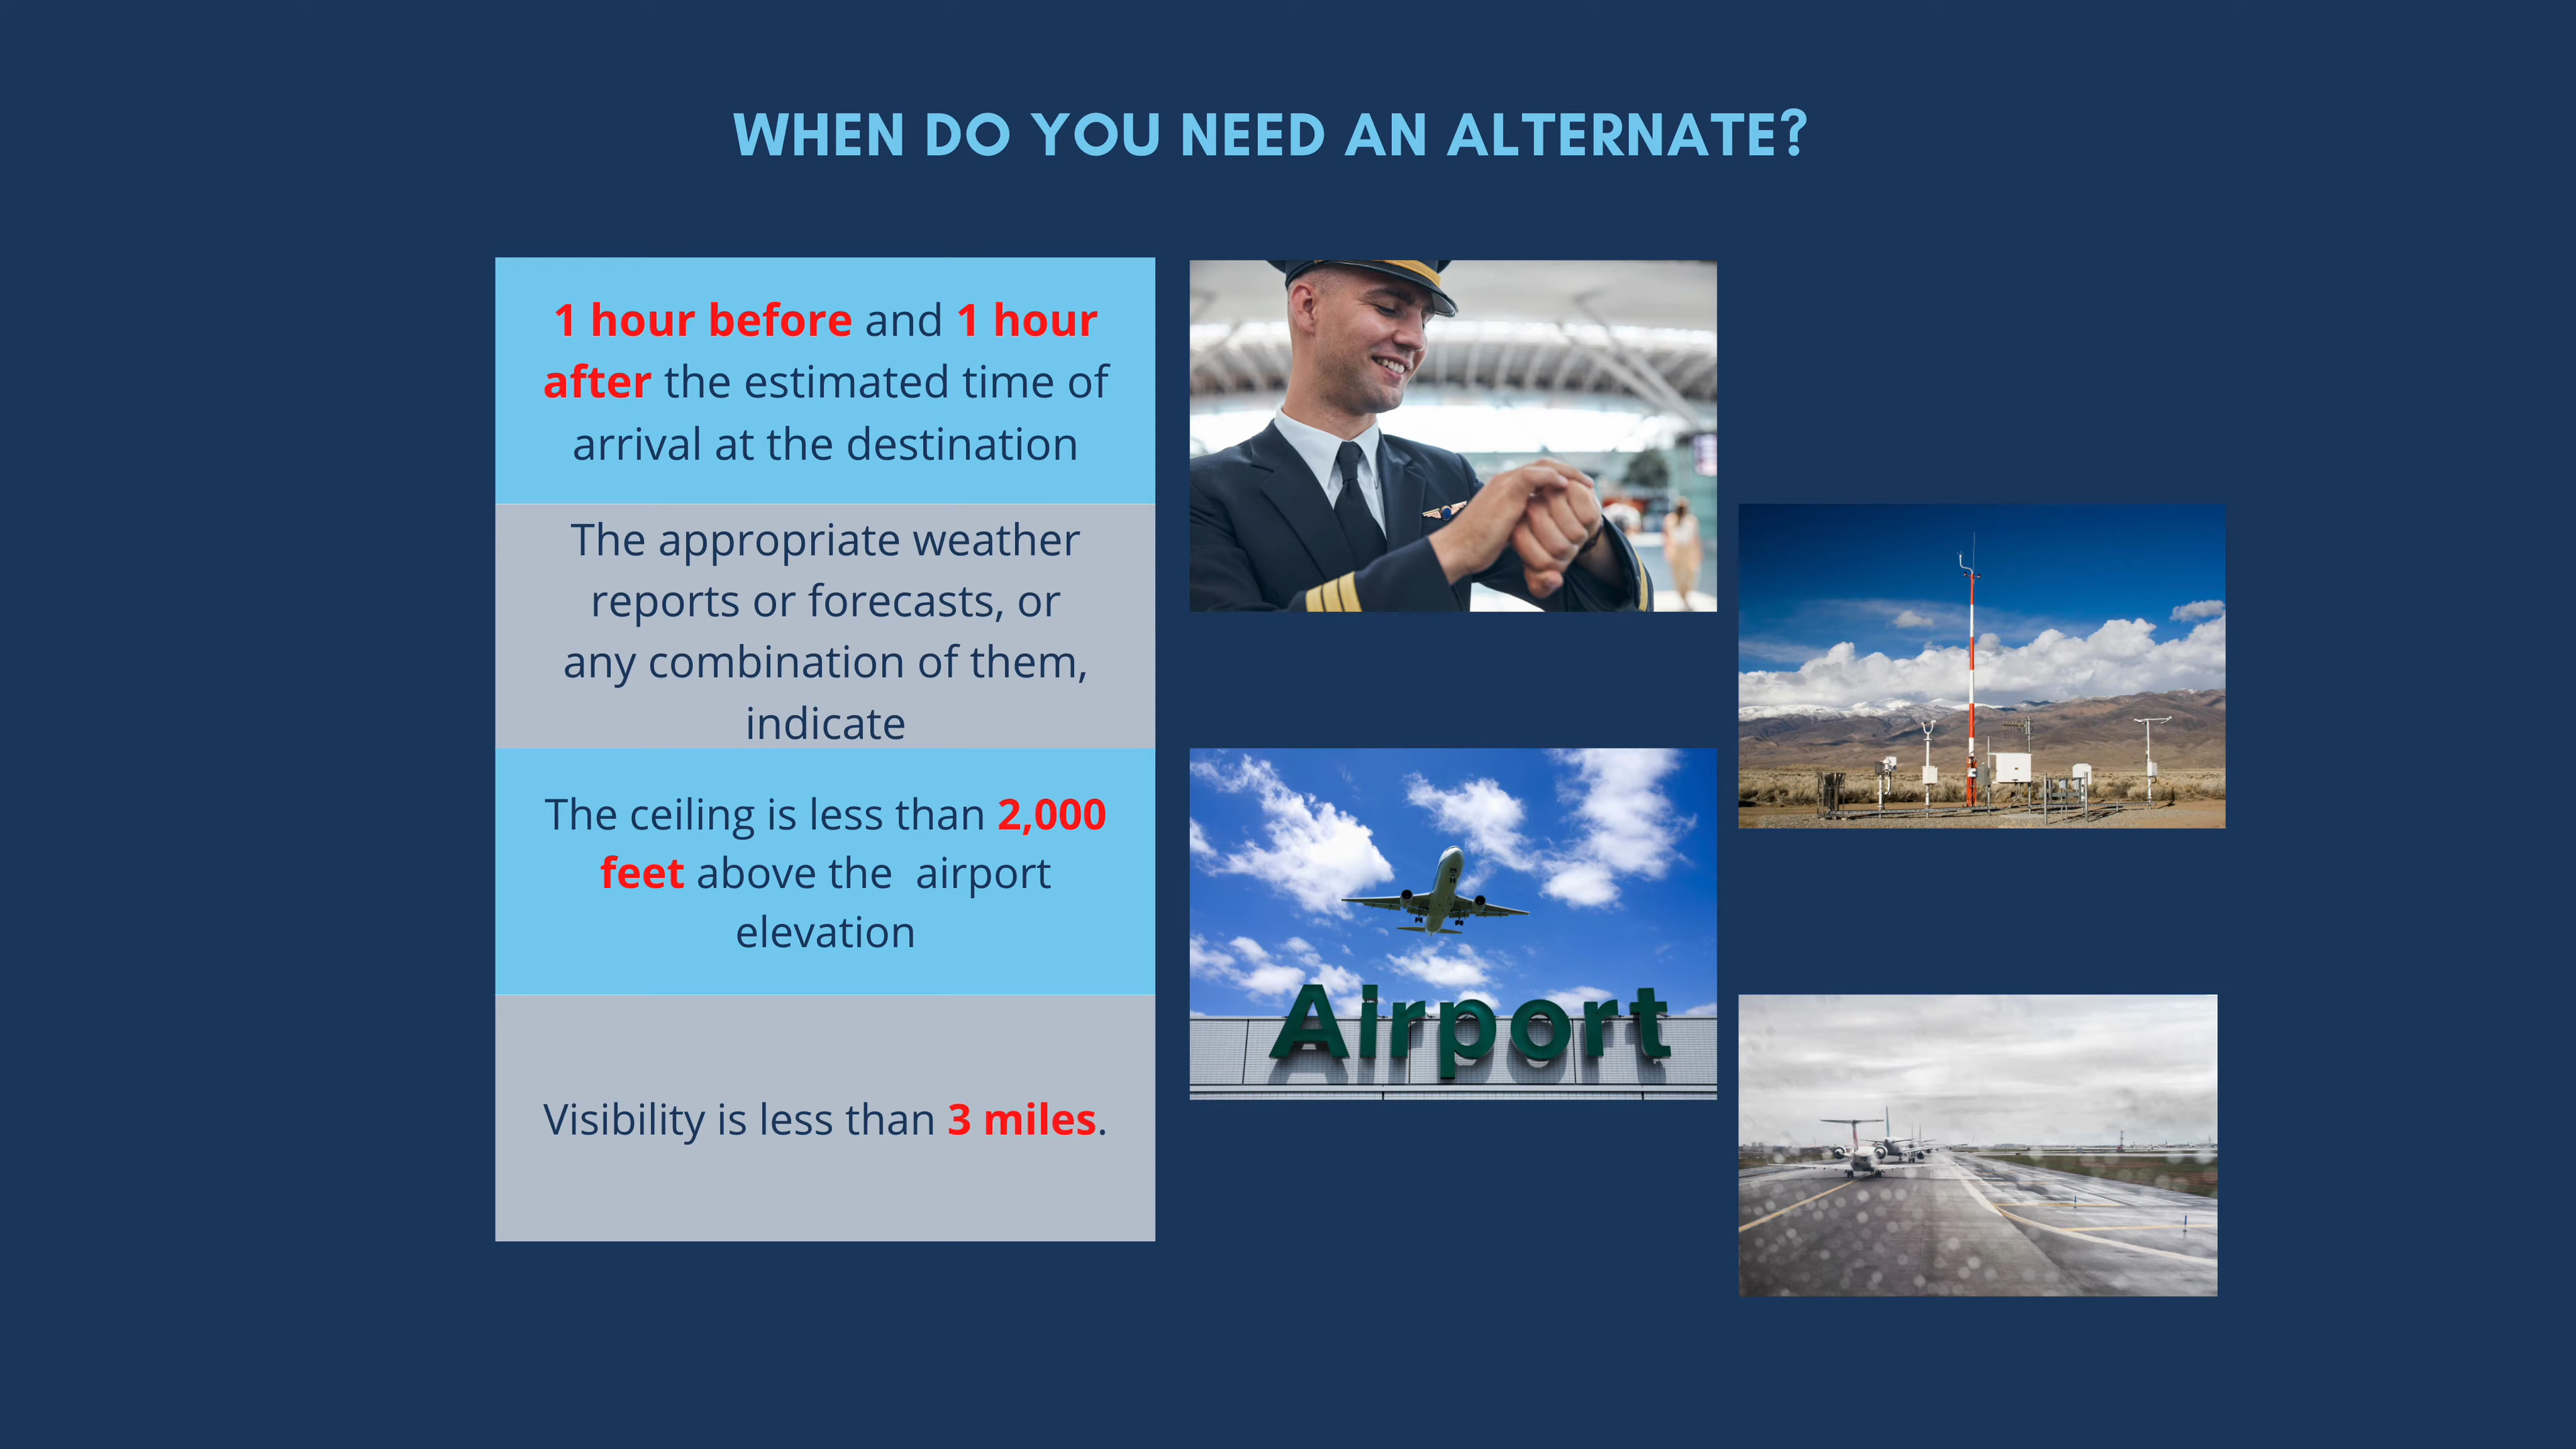 WHEN DO YOU NEED AN ALTERNATE?
1 hour before and 1 hour
after the estimated time of
arrival at the destination
The appropriate weather
reports or forecasts, or
any combination of them,
indicate
The ceiling is less than 2,000
feet above the airport
elevation
Visibility is less than 3 miles.
Airport